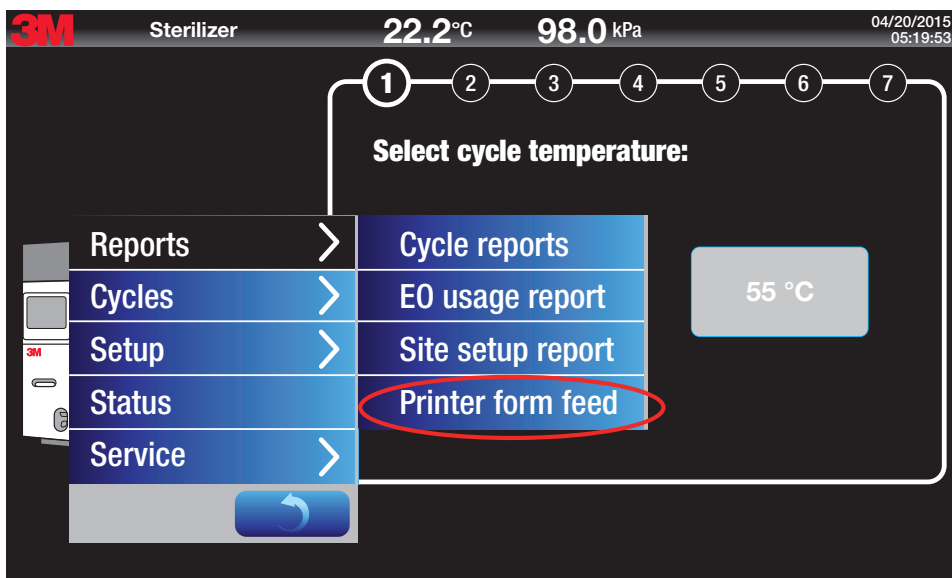 3M Sterilizer 22.2°C 98.0 kPa 04/20/2015
05:19:53
1 2 3 4 5 6 7
Select cycle temperature:
Reports
Cycles
Setup
Status
Service
Cycle reports
EO usage report
Site setup report
Printer form feed
55 °C
3M